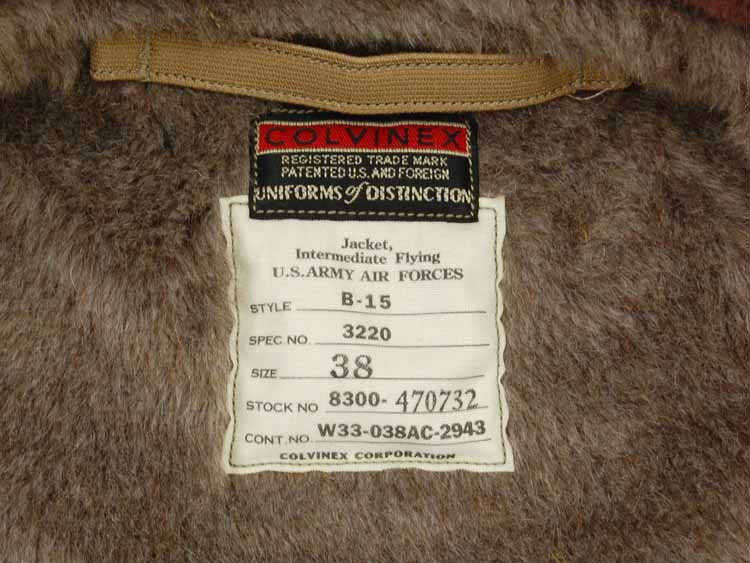 COLVINEX
REGISTERED TRADE MARK
PATENTED U.S. AND FOREIGN
UNIFORMS of DISTINCTION
Jacket,
Intermediate Flying
U.S. ARMY AIR FORCES
STYLE B-15
SPEC NO. 3220
SIZE 38
STOCK NO 8300- 470732
CONT. NO. W33-038AC-2943
COLVINEX CORPORATION